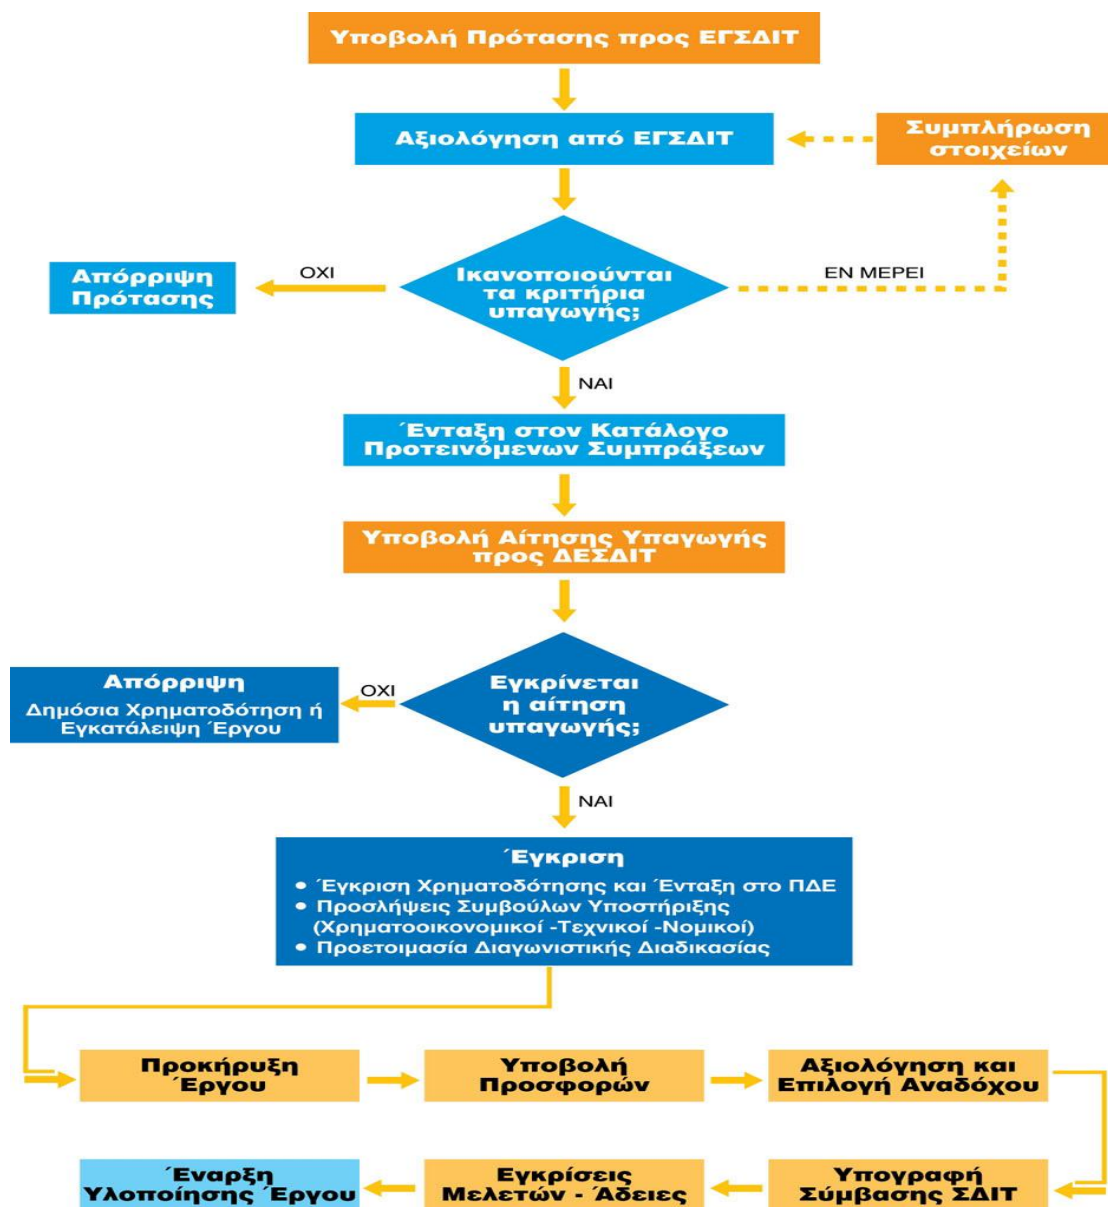 Υποβολή Πρότασης προς ΕΓΣΔΙΤ
Αξιολόγηση από ΕΓΣΔΙΤ
Συμπλήρωση
στοιχείων
Απόρριψη
Πρότασης
ΟΧΙ
Ικανοποιούνται
τα κριτήρια
υπαγωγής;
ΕΝ ΜΕΡΕΙ
ΝΑΙ
Ένταξη στον Κατάλογο
Προτεινόμενων Συμπράξεων
Υποβολή Αίτησης Υπαγωγής
προς ΔΕΣΔΙΤ
Απόρριψη
Δημόσια Χρηματοδότηση ή
Εγκατάλειψη Έργου
ΟΧΙ
Εγκρίνεται
η αίτηση
υπαγωγής;
ΝΑΙ
Έγκριση
• Έγκριση Χρηματοδότησης και Ένταξη στο ΠΔΕ
• Προσλήψεις Συμβούλων Υποστήριξης
(Χρηματοοικονομικοί -Τεχνικοί -Νομικοί)
• Προετοιμασία Διαγωνιστικής Διαδικασίας
Προκήρυξη
Έργου
Υποβολή
Προσφορών
Αξιολόγηση και
Επιλογή Αναδόχου
Υπογραφή
Σύμβασης ΣΔΙΤ
Εγκρίσεις
Μελετών - Άδειες
Έναρξη
Υλοποίησης Έργου